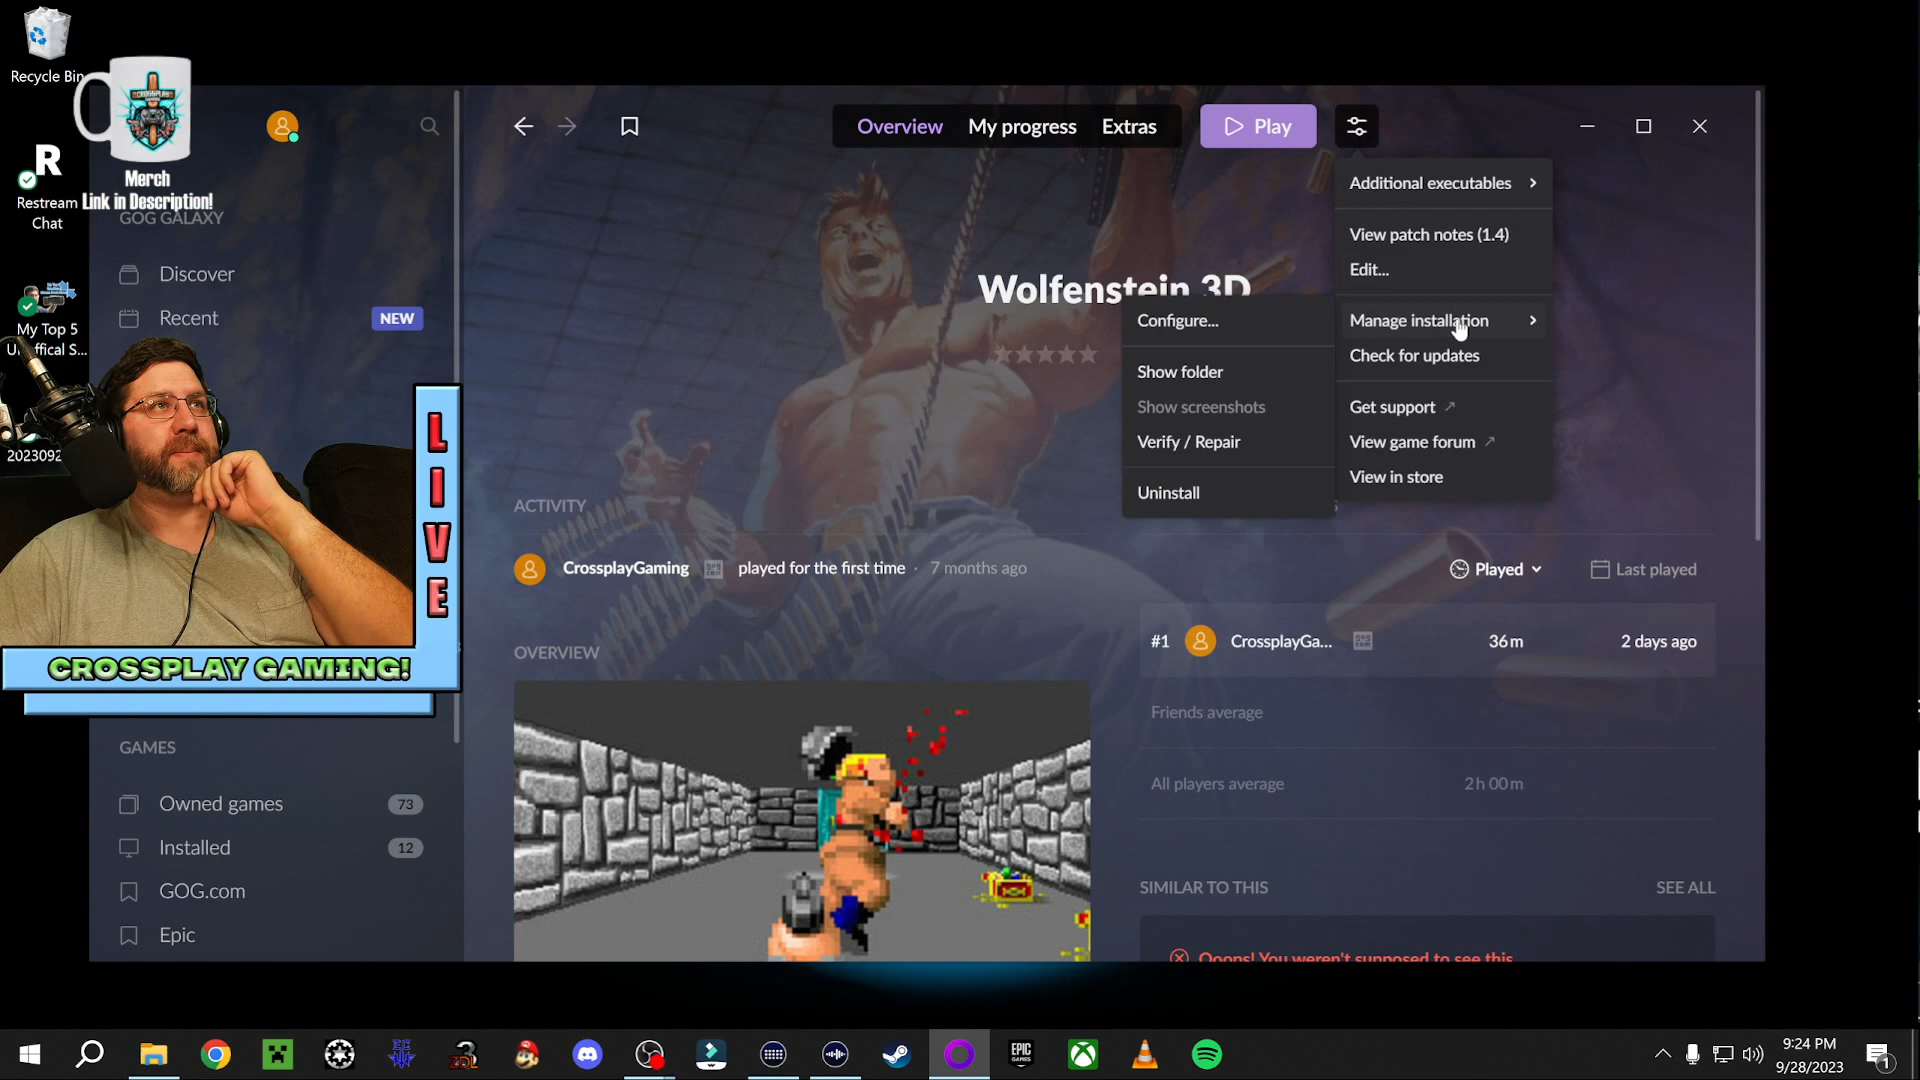 Recycle Bin
CROSSPLAY
Merch
Link in Description!
R
Restream
Chat
My Top 5
GOG GALAXY
Discover
Recent
NEW
LIVE
CROSSPLAY GAMING!
GAMES
Owned games
73
Installed
12
GOG.com
Epic
Overview
My progress
Extras
Play
Wolfenstein 3D
Additional executables
View patch notes (1.4)
Edit...
Manage installation
Check for updates
Get support
View game forum
View in store
Configure...
Show folder
Show screenshots
Verify / Repair
Uninstall
ACTIVITY
CrossplayGaming played for the first time · 7 months ago
OVERVIEW
Played
Last played
#1 CrossplayGa... 36m 2 days ago
Friends average
All players average 2h 00m
SIMILAR TO THIS
SEE ALL
Ooops! You weren't supposed to see this
EPIC
GAMES
9:24 PM
9/28/2023
1